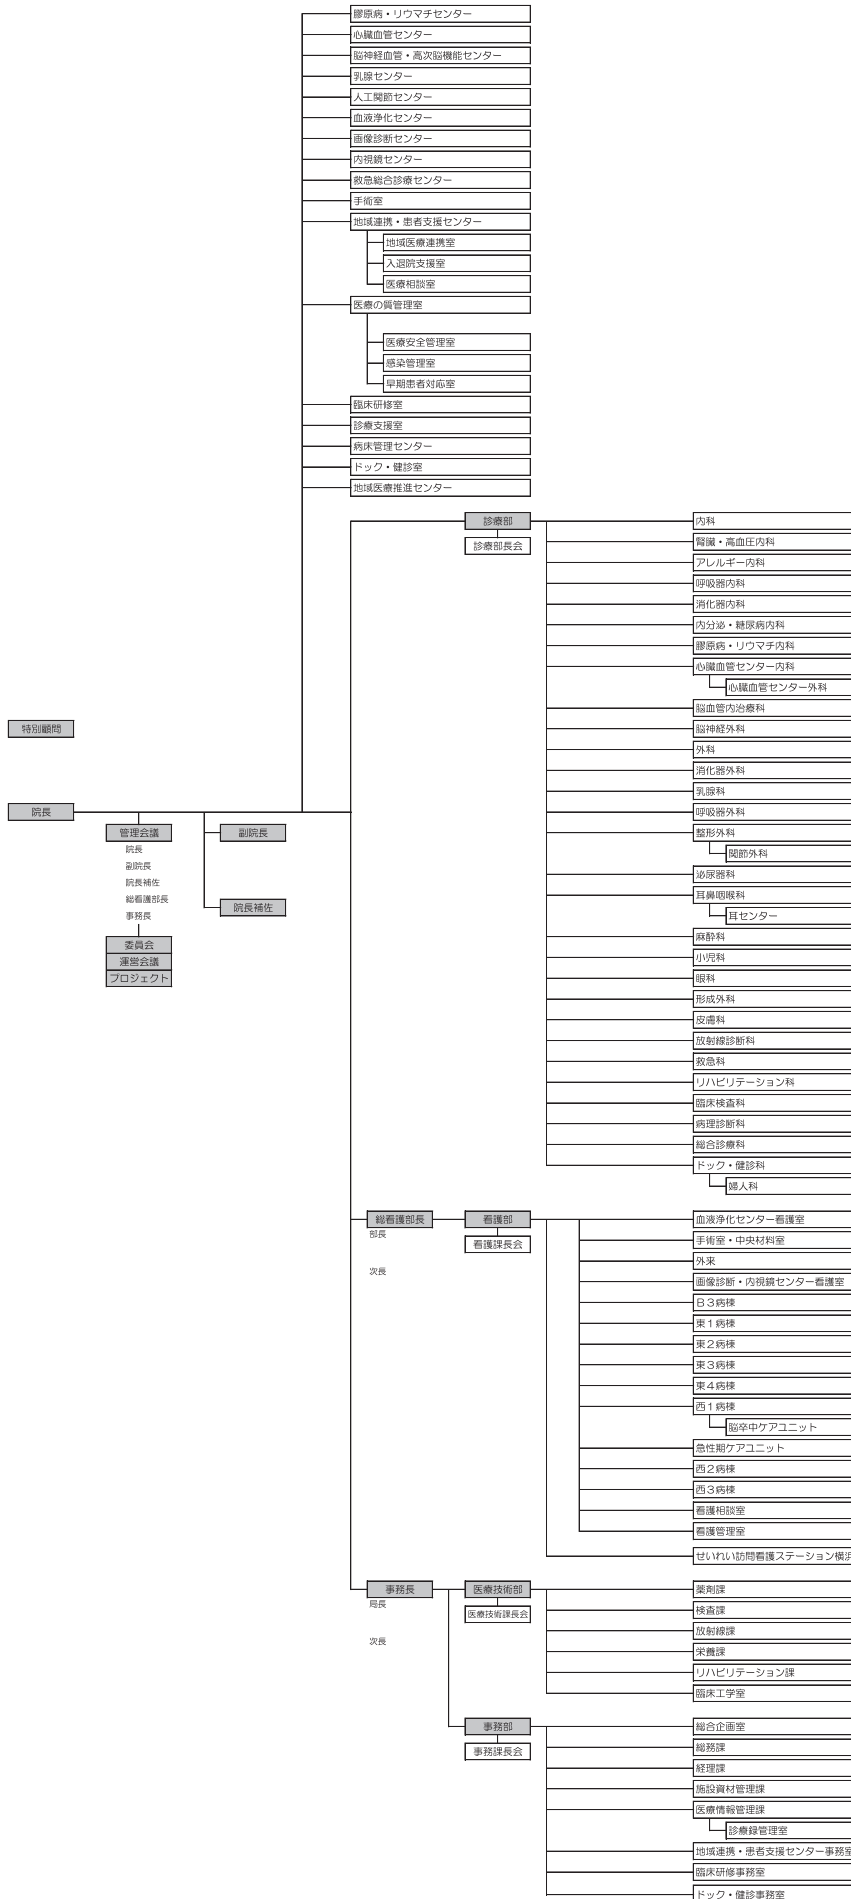 膠原病・リウマチセンター
心臓血管センター
脳神経血管・高次脳機能センター
乳腺センター
人工関節センター
血液浄化センター
画像診断センター
内視鏡センター
救急総合診療センター
手術室
地域連携・患者支援センター
地域医療連携室
入退院支援室
医療相談室
医療の質管理室
医療安全管理室
感染管理室
早期患者対応室
臨床研修室
診療支援室
病床管理センター
ドック・健診室
地域医療推進センター
診療部
診療部長会
内科
腎臓・高血圧内科
アレルギー内科
呼吸器内科
消化器内科
内分泌・糖尿病内科
膠原病・リウマチ内科
心臓血管センター内科
心臓血管センター外科
脳血管内治療科
脳神経外科
外科
消化器外科
乳腺科
呼吸器外科
整形外科
関節外科
泌尿器科
耳鼻咽喉科
耳センター
麻酔科
小児科
眼科
形成外科
皮膚科
放射線診断科
救急科
リハビリテーション科
臨床検査科
病理診断科
総合診療科
ドック・健診科
婦人科
特別顧問
院長
管理会議
院長
副院長
院長補佐
総看護部長
事務長
委員会
運営会議
プロジェクト
副院長
院長補佐
総看護部長
部長
次長
看護部
看護課長会
血液浄化センター看護室
手術室・中央材料室
外来
画像診断・内視鏡センター看護室
B3病棟
東1病棟
東2病棟
東3病棟
東4病棟
西1病棟
脳卒中ケアユニット
急性期ケアユニット
西2病棟
西3病棟
看護相談室
看護管理室
せいれい訪問看護ステーション横浜
事務長
局長
次長
医療技術部
医療技術課長会
薬剤課
検査課
放射線課
栄養課
リハビリテーション課
臨床工学室
事務部
事務課長会
総合企画室
総務課
経理課
施設資材管理課
医療情報管理課
診療録管理室
地域連携・患者支援センター事務室
臨床研修事務室
ドック・健診事務室